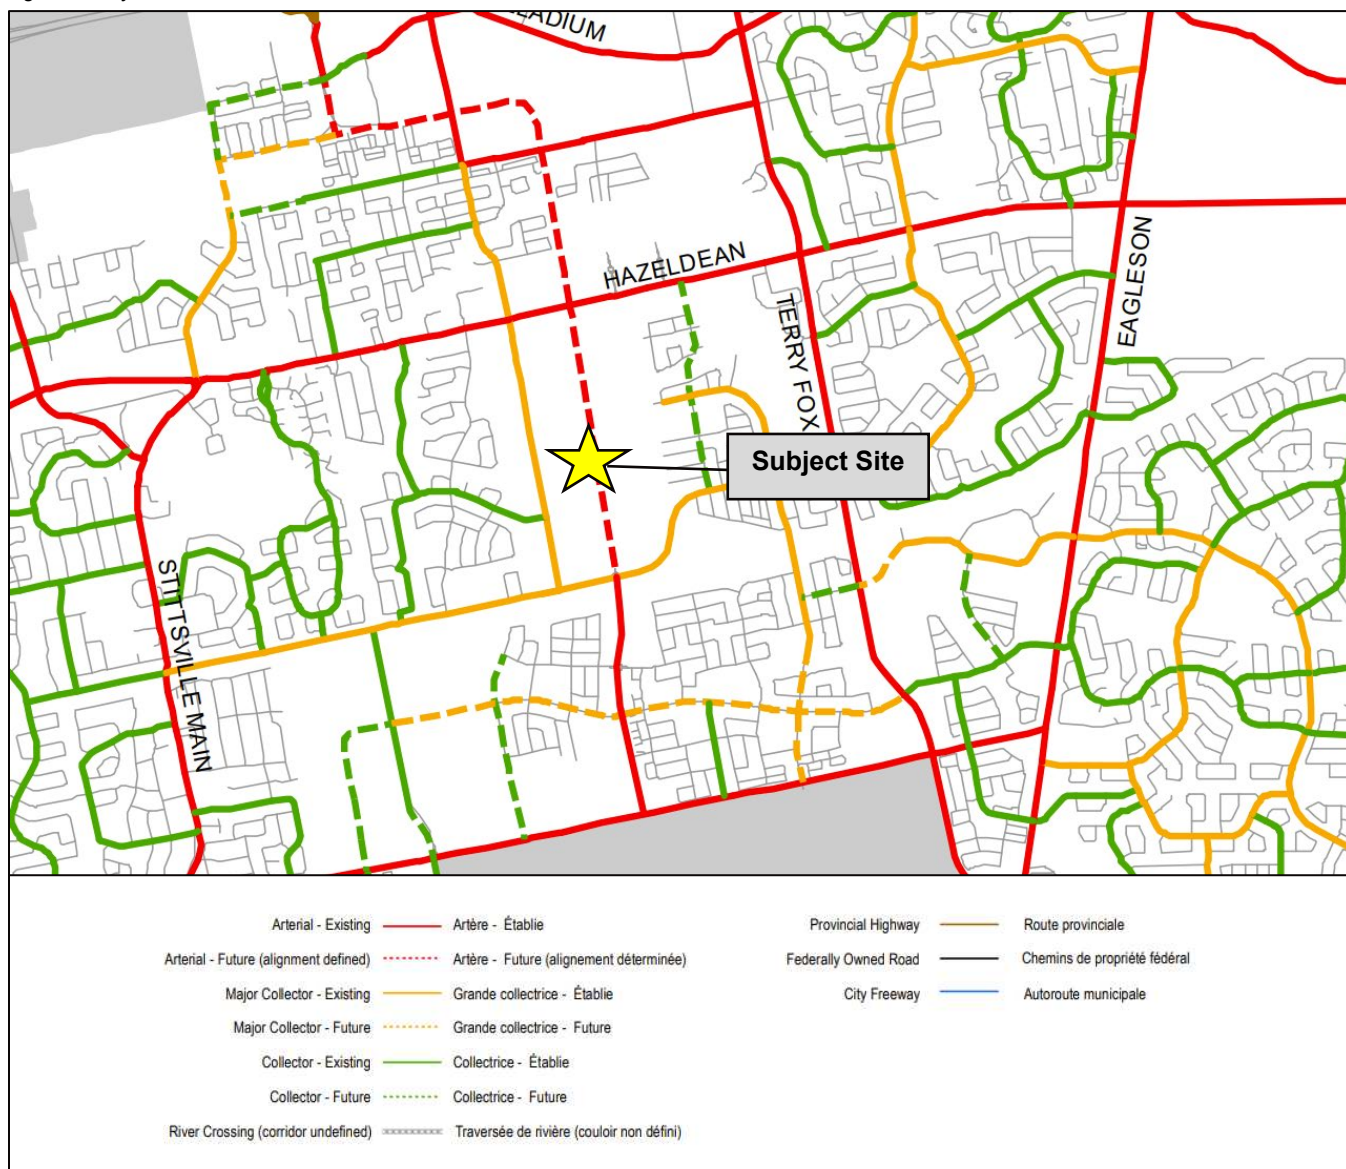 HAZELDEAN
TERRY FOX
EAGLESON
Subject Site
STITTSVILLE MAIN
Arterial - Existing Artère - Établie
Arterial - Future (alignment defined) Artère - Future (alignement déterminée)
Major Collector - Existing Grande collectrice - Établie
Major Collector - Future Grande collectrice - Future
Collector - Existing Collectrice - Établie
Collector - Future Collectrice - Future
River Crossing (corridor undefined) Traversée de rivière (couloir non défini)
Provincial Highway Route provinciale
Federally Owned Road Chemins de propriété fédéral
City Freeway Autoroute municipale